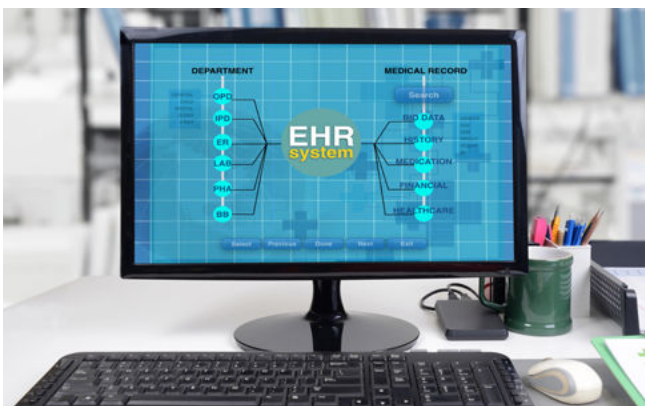 DEPARTMENT
MEDICAL RECORD
OPD
IPD
ER
LAB
PHA
BB
EHR
system
Search
BIO DATA
HISTORY
MEDICATION
FINANCIAL
HEALTHCARE
Select Previous Done Next Exit